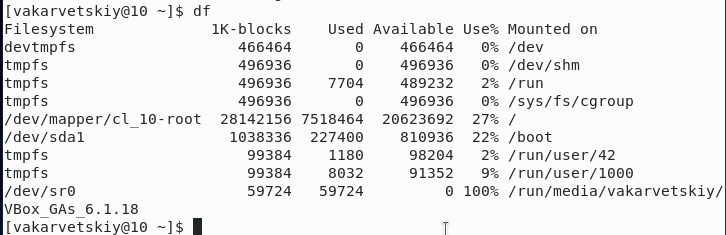 [vakarvetskiy@10 ~]$ df
Filesystem              1K-blocks    Used Available Use% Mounted on
devtmpfs                   466464       0    466464   0% /dev
tmpfs                      496936       0    496936   0% /dev/shm
tmpfs                      496936    7704    489232   2% /run
tmpfs                      496936       0    496936   0% /sys/fs/cgroup
/dev/mapper/cl_10-root   28142156 7518464  20623692  27% /
/dev/sda1                 1038336  227400    810936  22% /boot
tmpfs                       99384    1180     98204   2% /run/user/42
tmpfs                       99384    8032     91352   9% /run/user/1000
/dev/sr0                    59724   59724         0 100% /run/media/vakarvetskiy/
VBox_GAs_6.1.18
[vakarvetskiy@10 ~]$